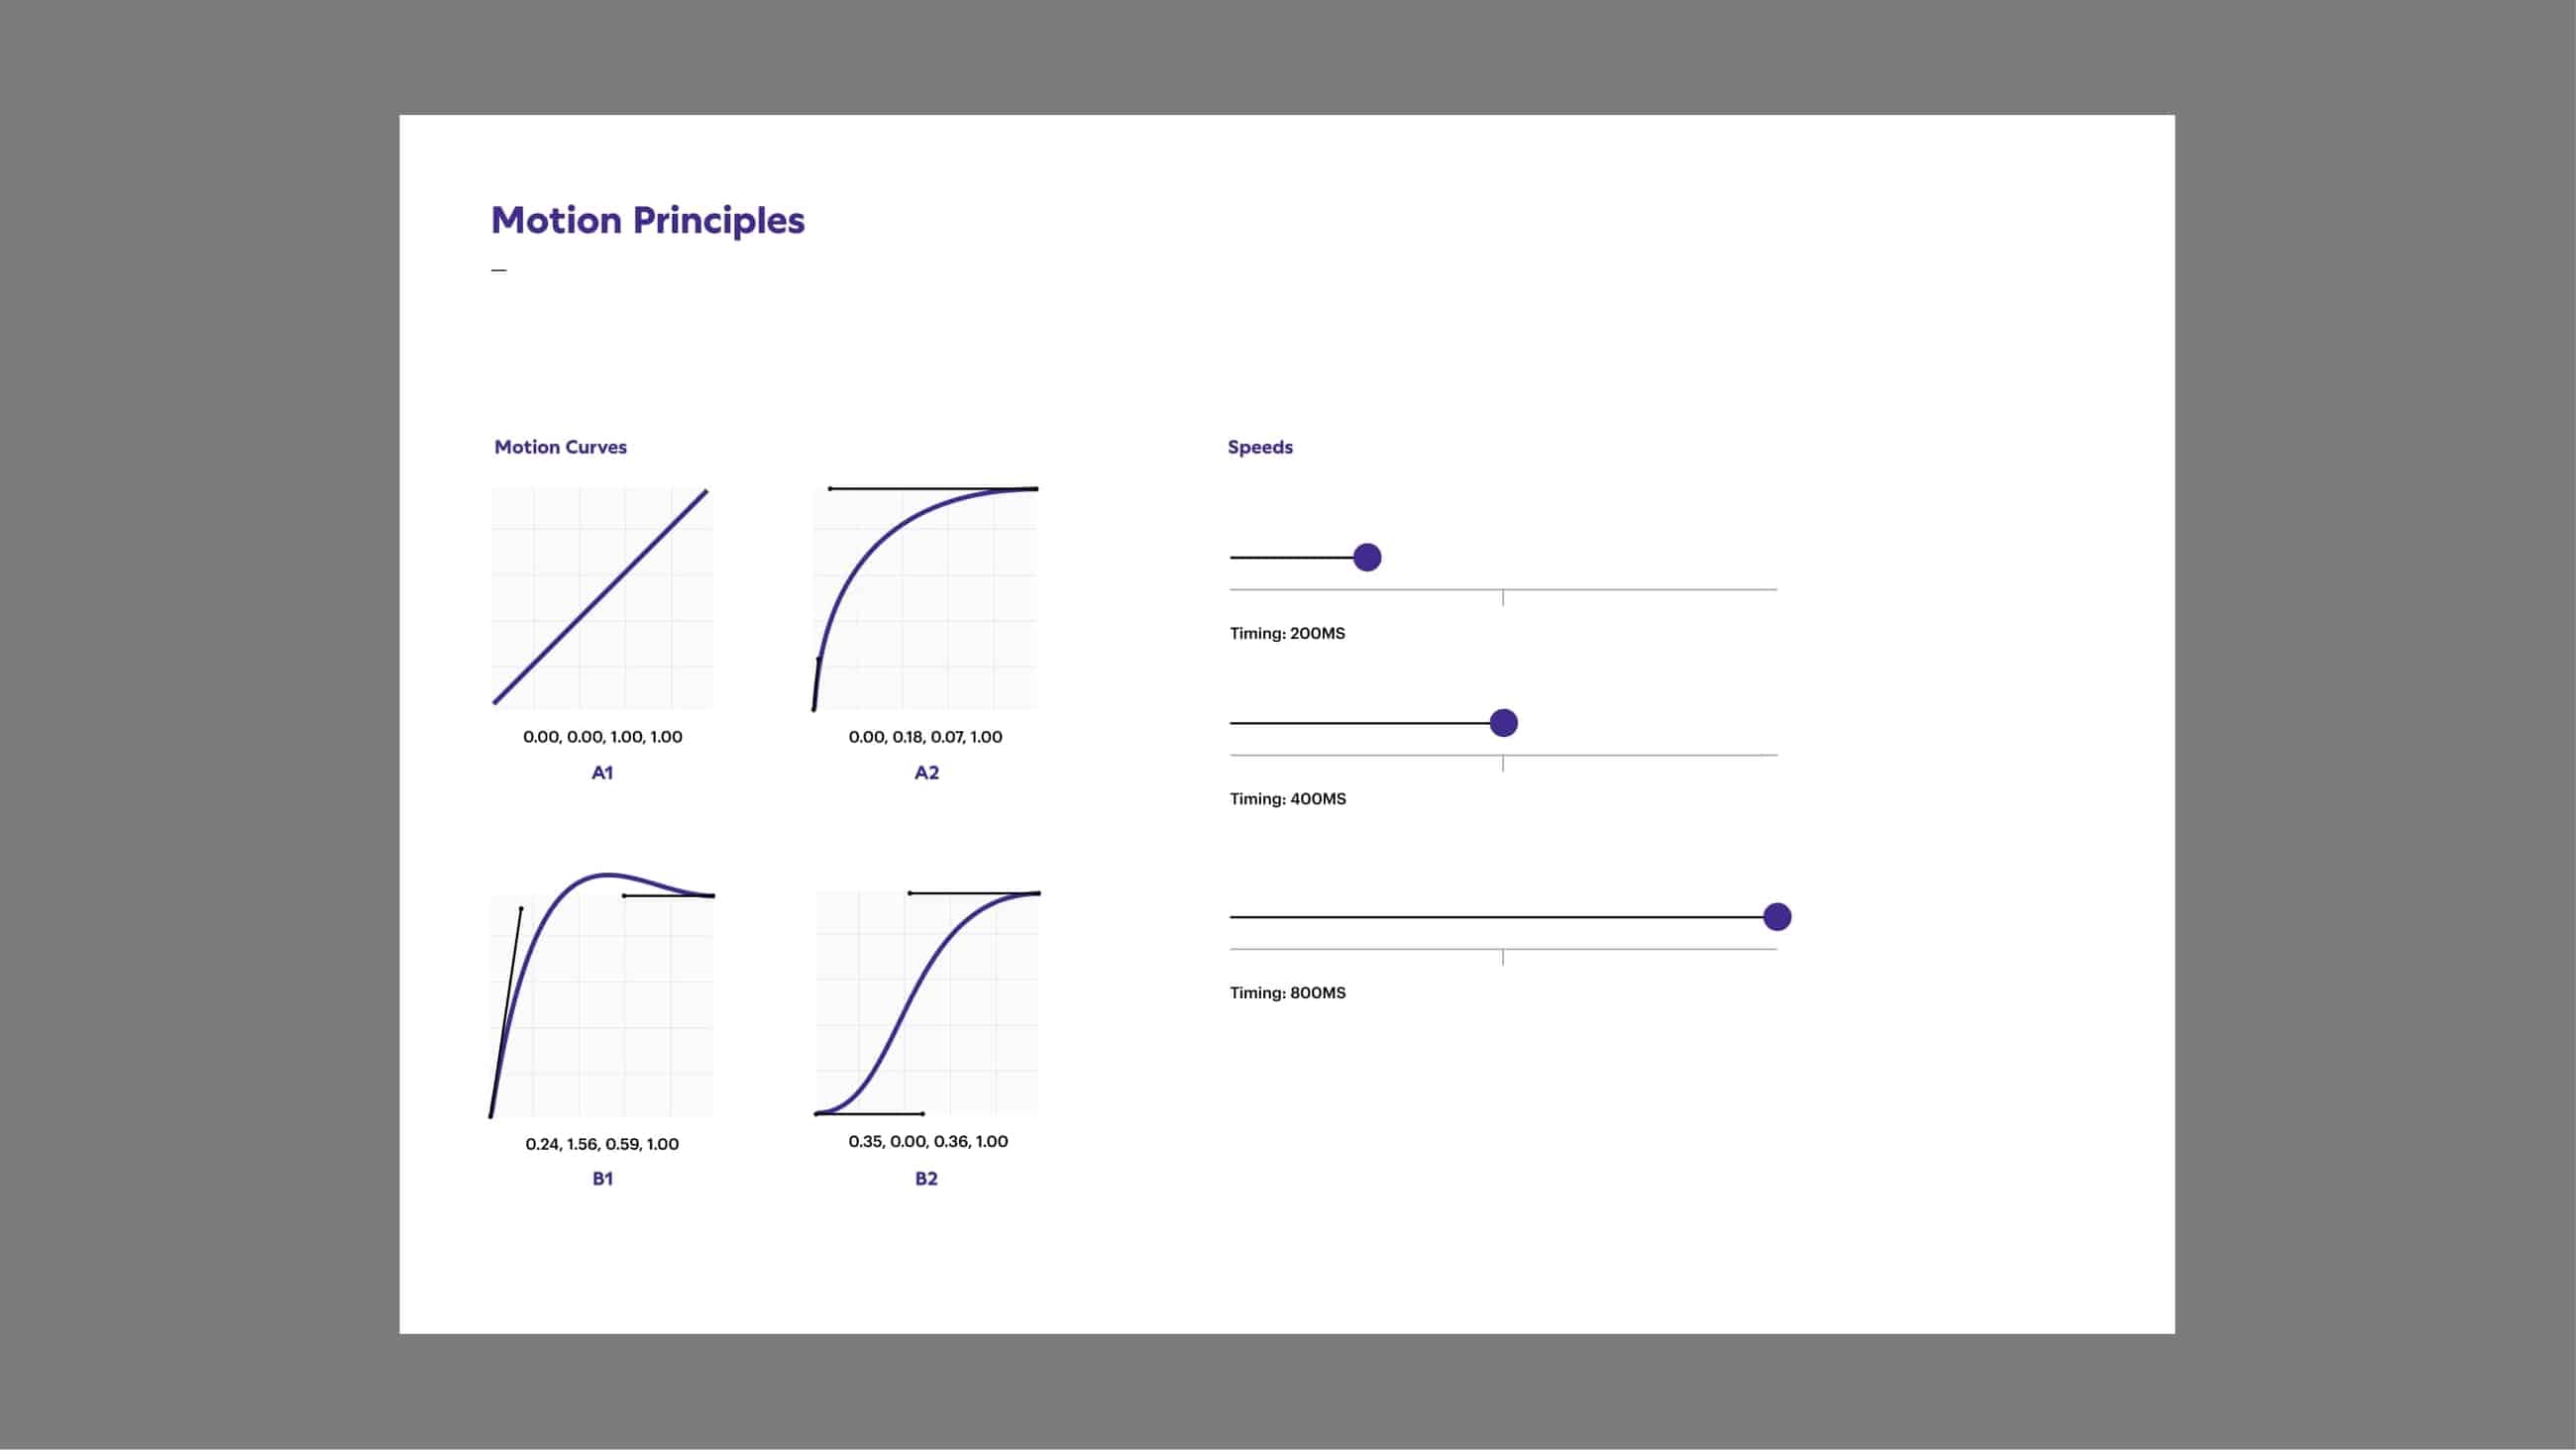 Motion Principles
—
Motion Curves
0.00, 0.00, 1.00, 1.00
A1
0.00, 0.18, 0.07, 1.00
A2
0.24, 1.56, 0.59, 1.00
B1
0.35, 0.00, 0.36, 1.00
B2
Speeds
Timing: 200MS
Timing: 400MS
Timing: 800MS